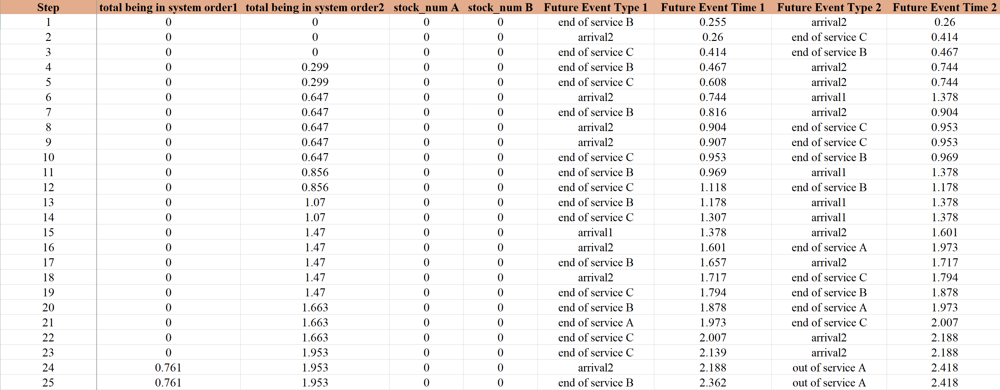 Step total being in system order1 total being in system order2 stock_num A stock_num B Future Event Type 1 Future Event Time 1 Future Event Type 2 Future Event Time 2
1 0 0 0 0 end of service B 0.255 arrival2 0.26
2 0 0 0 0 arrival2 0.26 end of service C 0.414
3 0 0 0 0 end of service C 0.414 end of service B 0.467
4 0 0.299 0 0 end of service B 0.467 arrival2 0.744
5 0 0.299 0 0 end of service C 0.608 arrival2 0.744
6 0 0.647 0 0 arrival2 0.744 arrival1 1.378
7 0 0.647 0 0 end of service B 0.816 arrival2 0.904
8 0 0.647 0 0 arrival2 0.904 end of service C 0.953
9 0 0.647 0 0 arrival2 0.907 end of service C 0.953
10 0 0.647 0 0 end of service C 0.953 end of service B 0.969
11 0 0.856 0 0 end of service B 0.969 arrival1 1.378
12 0 0.856 0 0 end of service C 1.118 end of service B 1.178
13 0 1.07 0 0 end of service B 1.178 arrival1 1.378
14 0 1.07 0 0 end of service C 1.307 arrival1 1.378
15 0 1.47 0 0 arrival1 1.378 arrival2 1.601
16 0 1.47 0 0 arrival2 1.601 end of service A 1.973
17 0 1.47 0 0 end of service B 1.657 arrival2 1.717
18 0 1.47 0 0 arrival2 1.717 end of service C 1.794
19 0 1.47 0 0 end of service C 1.794 end of service B 1.878
20 0 1.663 0 0 end of service B 1.878 end of service A 1.973
21 0 1.663 0 0 end of service A 1.973 end of service C 2.007
22 0 1.663 0 0 end of service C 2.007 arrival2 2.188
23 0 1.953 0 0 end of service C 2.139 arrival2 2.188
24 0.761 1.953 0 0 arrival2 2.188 out of service A 2.418
25 0.761 1.953 0 0 end of service B 2.362 out of service A 2.418